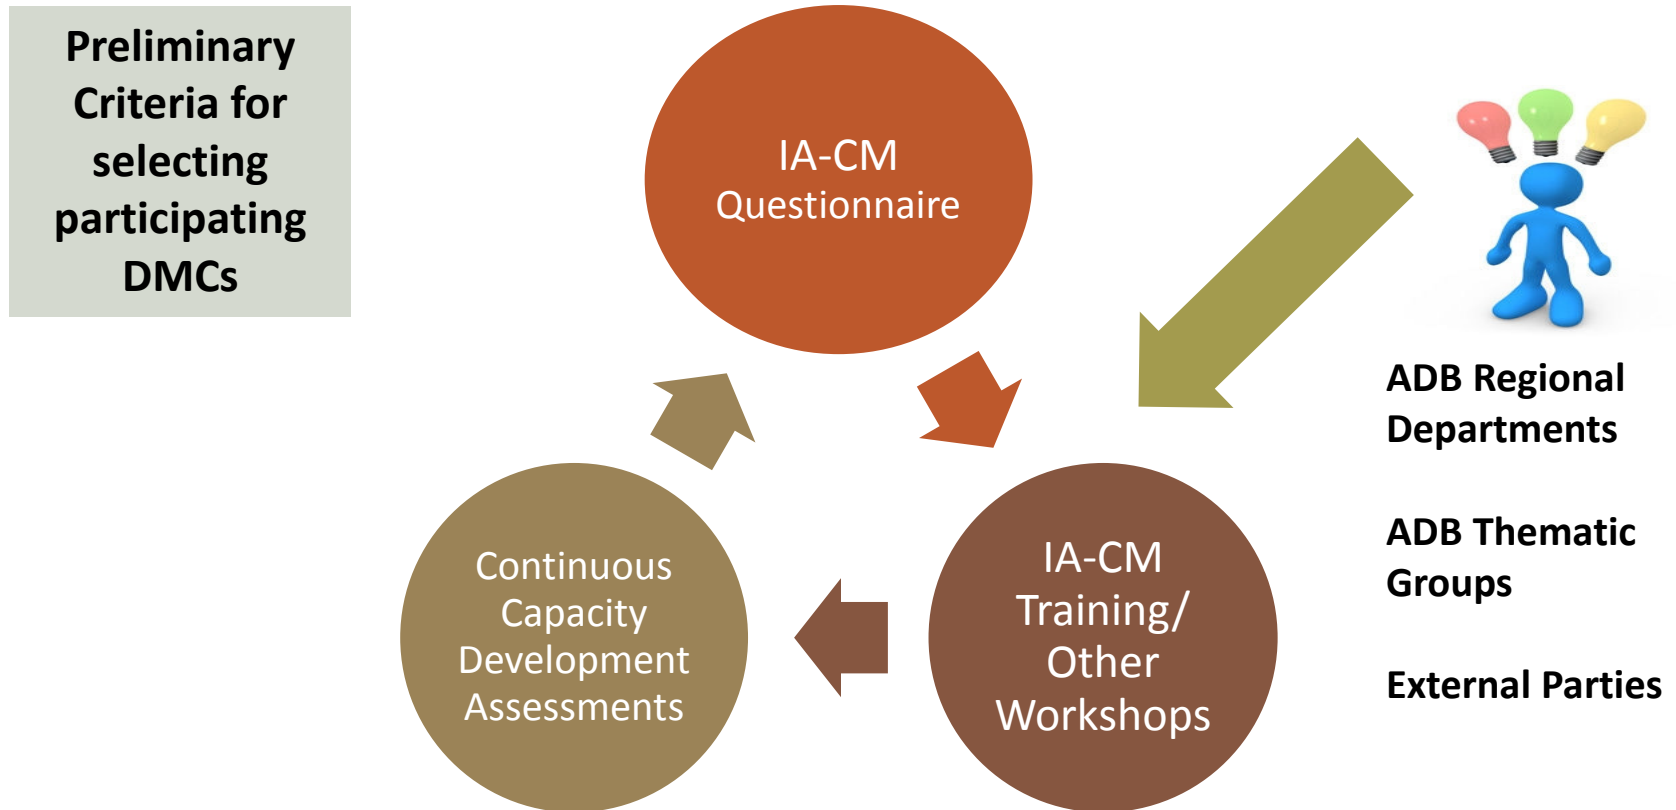 Preliminary
Criteria for
selecting
participating
DMCs
IA-CM
Questionnaire
ADB Regional
Departments
ADB Thematic
Groups
External Parties
IA-CM
Training/
Other
Workshops
Continuous
Capacity
Development
Assessments